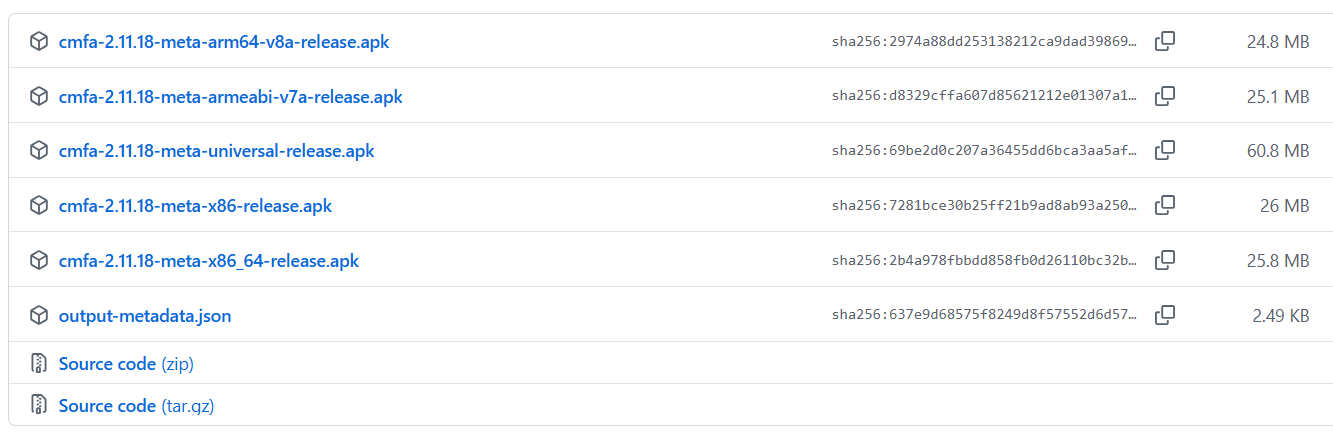 cmfa-2.11.18-meta-arm64-v8a-release.apk sha256:2974a88dd253138212ca9dad39869… 24.8 MB
cmfa-2.11.18-meta-armeabi-v7a-release.apk sha256:d8329cffa607d85621212e01307a1… 25.1 MB
cmfa-2.11.18-meta-universal-release.apk sha256:69be2d0c207a36455dd6bca3aa5af… 60.8 MB
cmfa-2.11.18-meta-x86-release.apk sha256:7281bce30b25ff21b9ad8ab93a250… 26 MB
cmfa-2.11.18-meta-x86_64-release.apk sha256:2b4a978fbbdd858fb0d26110bc32b… 25.8 MB
output-metadata.json sha256:637e9d68575f8249d8f57552d6d57… 2.49 KB
Source code (zip)
Source code (tar.gz)